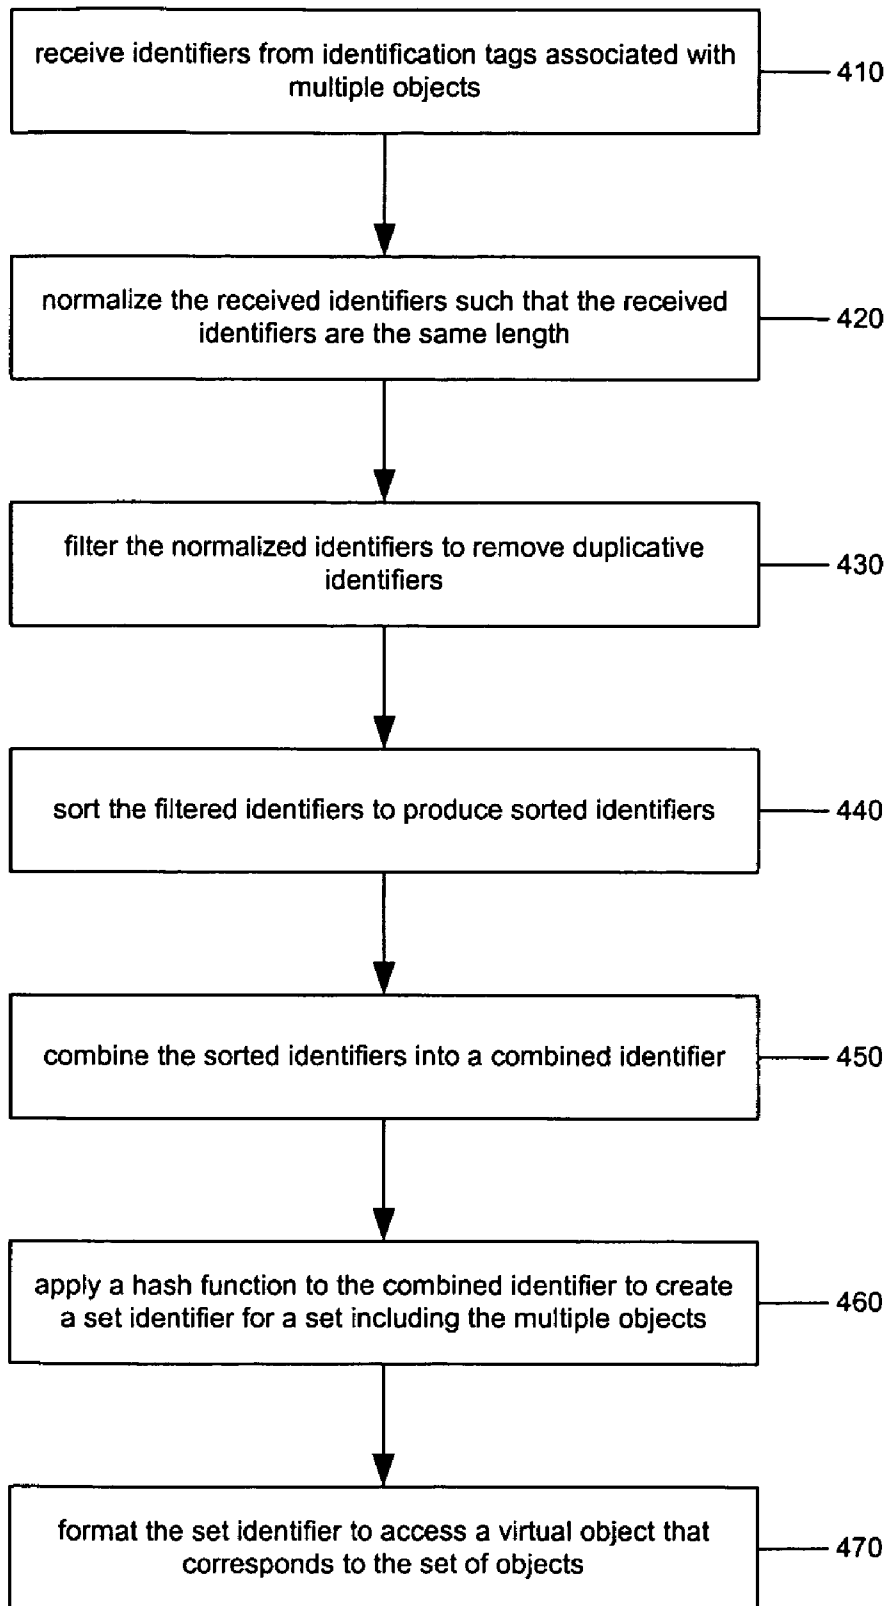 receive identifiers from identification tags associated with
multiple objects
410
normalize the received identifiers such that the received
identifiers are the same length
420
filter the normalized identifiers to remove duplicative
identifiers
430
sort the filtered identifiers to produce sorted identifiers
440
combine the sorted identifiers into a combined identifier
450
apply a hash function to the combined identifier to create
a set identifier for a set including the multiple objects
460
format the set identifier to access a virtual object that
corresponds to the set of objects
470